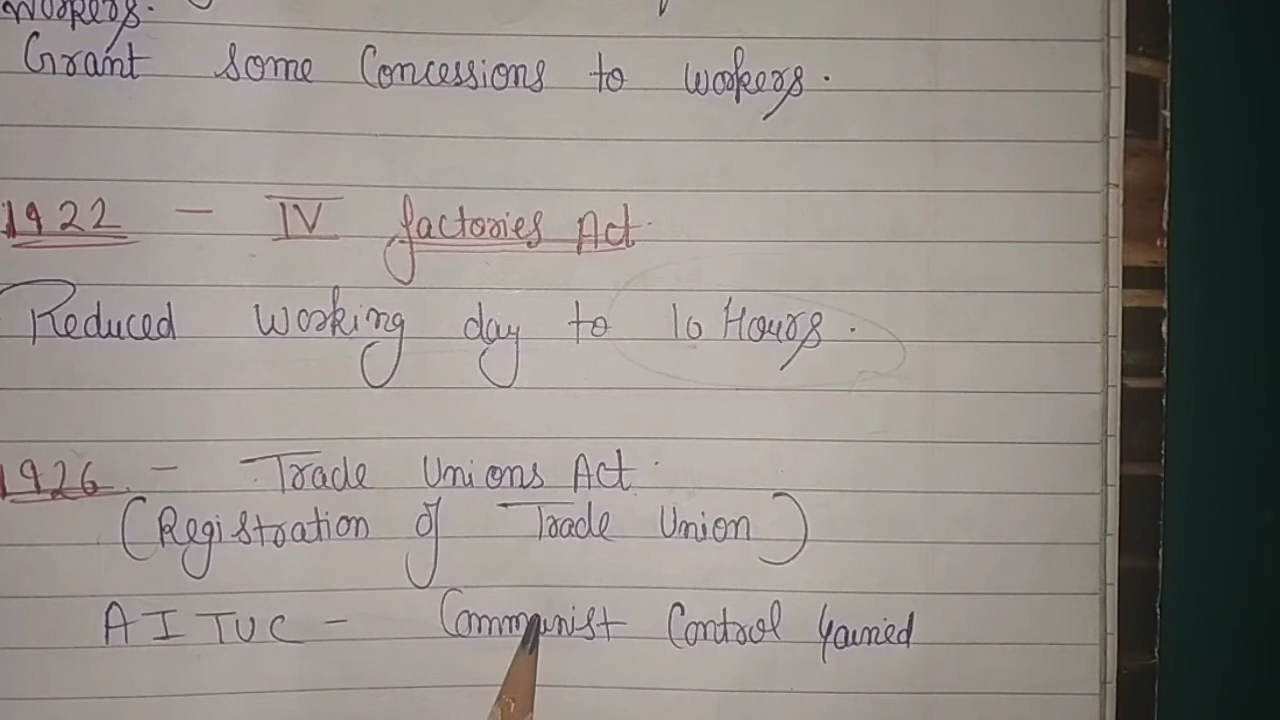 Workers.
Grant some Concessions to workers.
1922 - IV factories Act.
Reduced working day to 10 Hours.
1926 - Trade Unions Act.
(Registration of Trade Union)
AITUC - Communist Control Gained